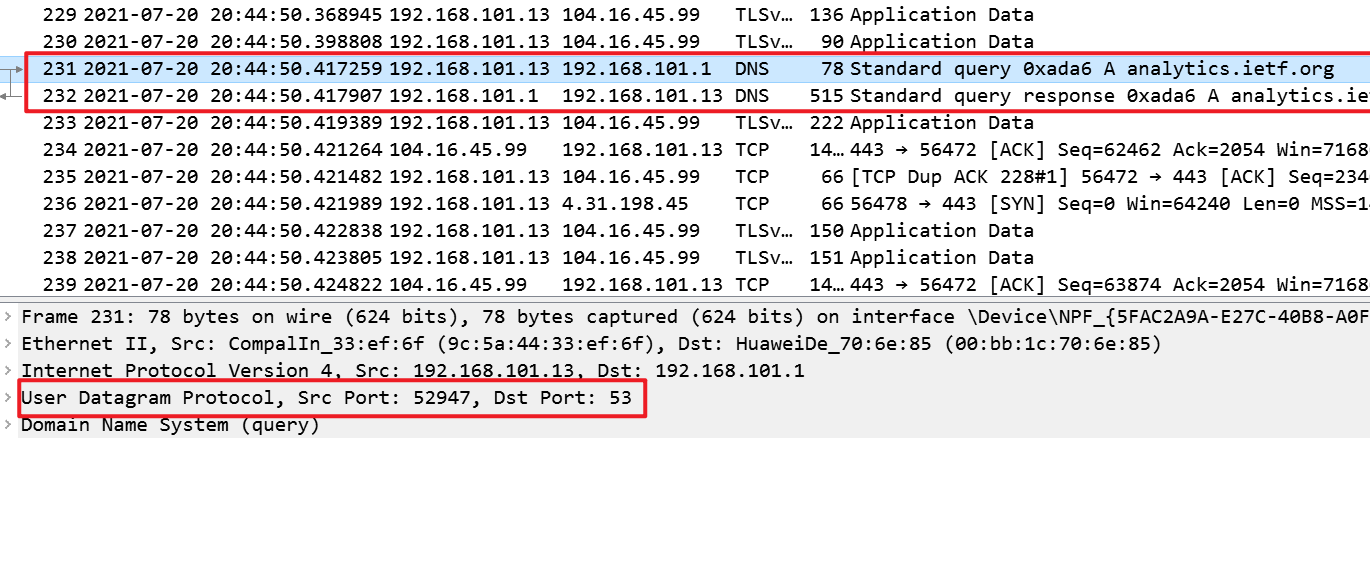 229 2021-07-20 20:44:50.368945 192.168.101.13 104.16.45.99 TLSv… 136 Application Data
230 2021-07-20 20:44:50.398808 192.168.101.13 104.16.45.99 TLSv… 90 Application Data
231 2021-07-20 20:44:50.417259 192.168.101.13 192.168.101.1 DNS 78 Standard query 0xada6 A analytics.ietf.org
232 2021-07-20 20:44:50.417907 192.168.101.1 192.168.101.13 DNS 515 Standard query response 0xada6 A analytics.ie
233 2021-07-20 20:44:50.419389 192.168.101.13 104.16.45.99 TLSv… 222 Application Data
234 2021-07-20 20:44:50.421264 104.16.45.99 192.168.101.13 TCP 14… 443 → 56472 [ACK] Seq=62462 Ack=2054 Win=7168
235 2021-07-20 20:44:50.421482 192.168.101.13 104.16.45.99 TCP 66 [TCP Dup ACK 228#1] 56472 → 443 [ACK] Seq=234
236 2021-07-20 20:44:50.421989 192.168.101.13 4.31.198.45 TCP 66 56478 → 443 [SYN] Seq=0 Win=64240 Len=0 MSS=1
237 2021-07-20 20:44:50.422838 192.168.101.13 104.16.45.99 TLSv… 150 Application Data
238 2021-07-20 20:44:50.423805 192.168.101.13 104.16.45.99 TLSv… 151 Application Data
239 2021-07-20 20:44:50.424822 104.16.45.99 192.168.101.13 TCP 14… 443 → 56472 [ACK] Seq=63874 Ack=2054 Win=7168
Frame 231: 78 bytes on wire (624 bits), 78 bytes captured (624 bits) on interface \Device\NPF_{5FAC2A9A-E27C-40B8-A0F
Ethernet II, Src: CompalIn_33:ef:6f (9c:5a:44:33:ef:6f), Dst: HuaweiDe_70:6e:85 (00:bb:1c:70:6e:85)
Internet Protocol Version 4, Src: 192.168.101.13, Dst: 192.168.101.1
User Datagram Protocol, Src Port: 52947, Dst Port: 53
Domain Name System (query)